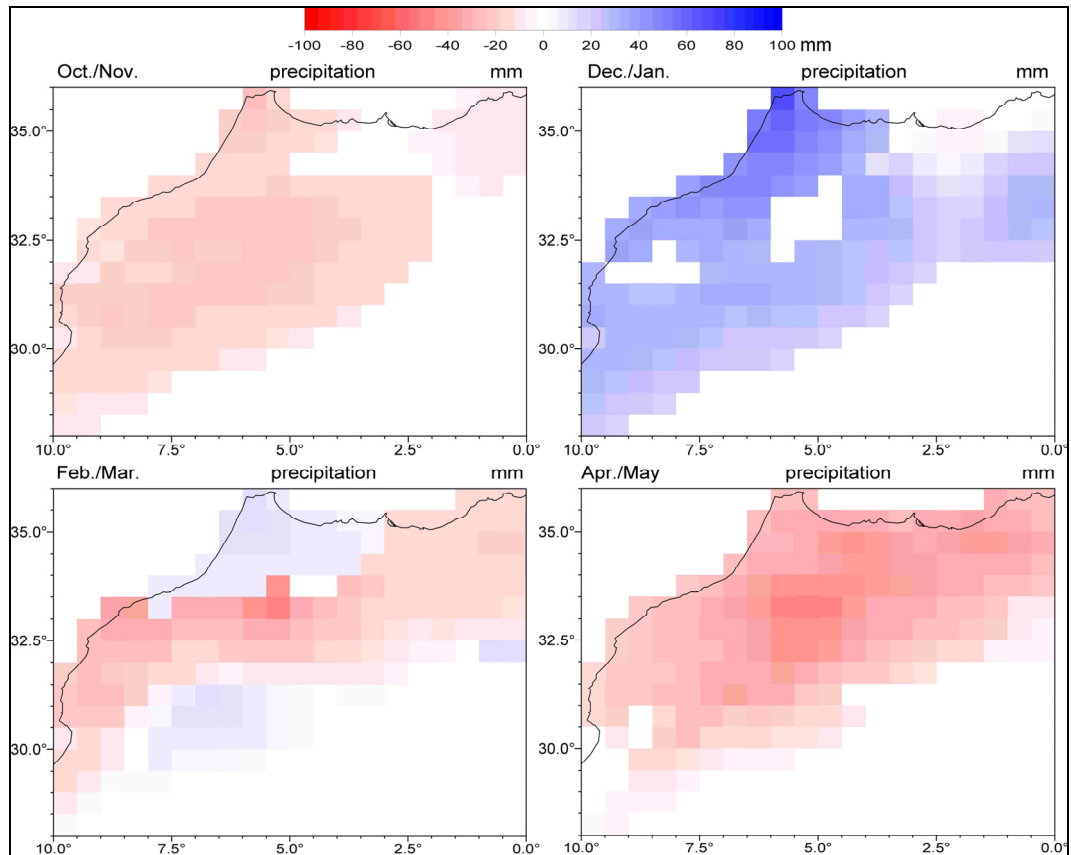 -100 -80 -60 -40 -20 0 20 40 60 80 100 mm
Oct./Nov. precipitation mm
Dec./Jan. precipitation mm
35.0°
32.5°
30.0°
10.0° 7.5° 5.0° 2.5°
35.0°
32.5°
30.0°
10.0° 7.5° 5.0° 2.5° 0.0°
Feb./Mar. precipitation mm
Apr./May precipitation mm
35.0°
32.5°
30.0°
10.0° 7.5° 5.0° 2.5° 0.0°
35.0°
32.5°
30.0°
10.0° 7.5° 5.0° 2.5° 0.0°